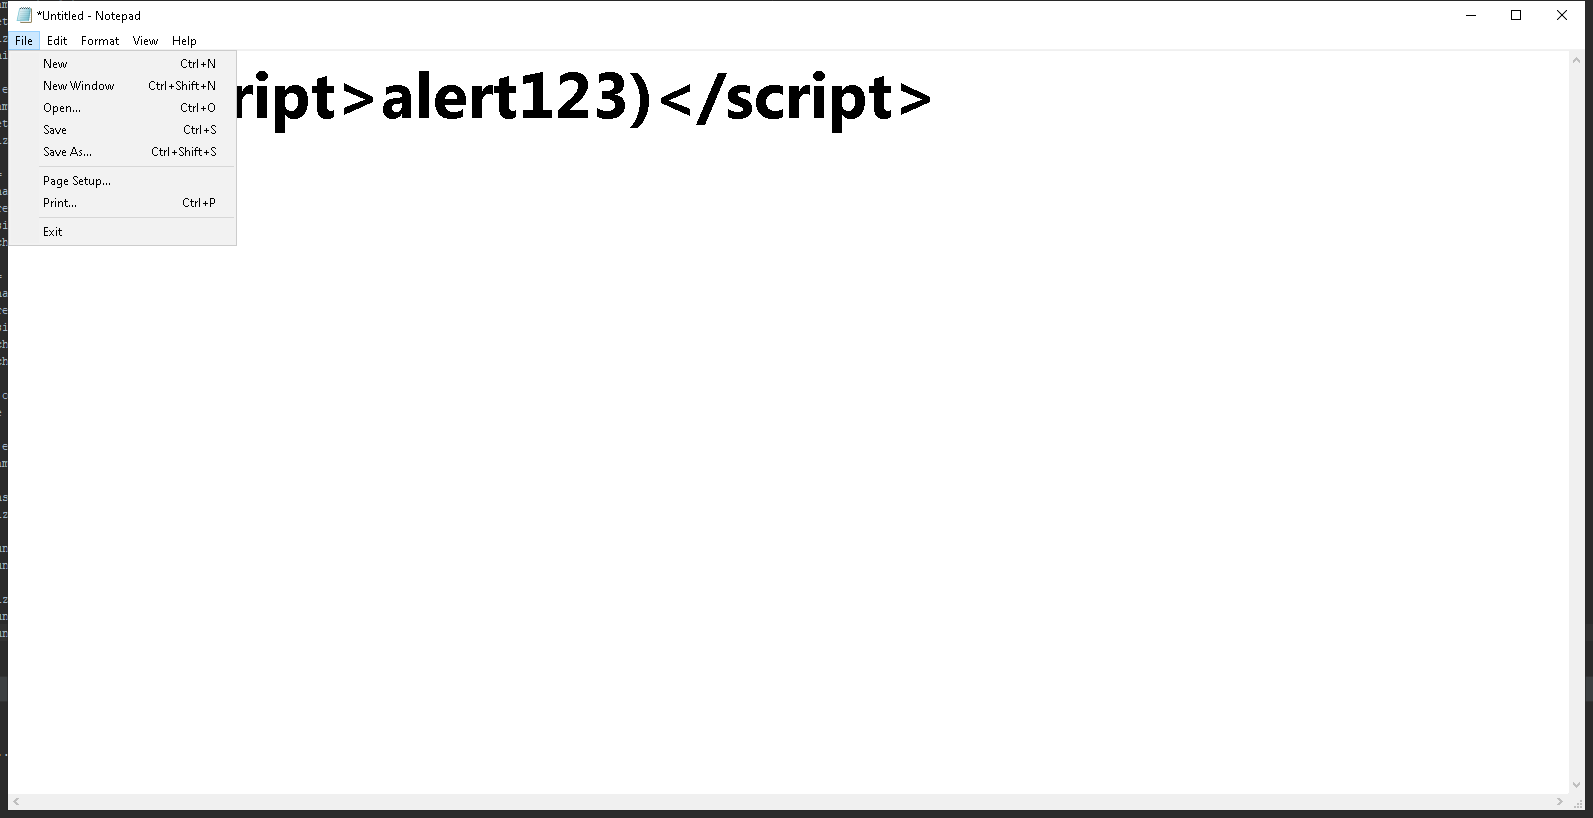 *Untitled - Notepad
File Edit Format View Help
New Ctrl+N
New Window Ctrl+Shift+N
Open... Ctrl+O
Save Ctrl+S
Save As... Ctrl+Shift+S
Page Setup... 
Print... Ctrl+P
Exit
ript>alert123)</script>